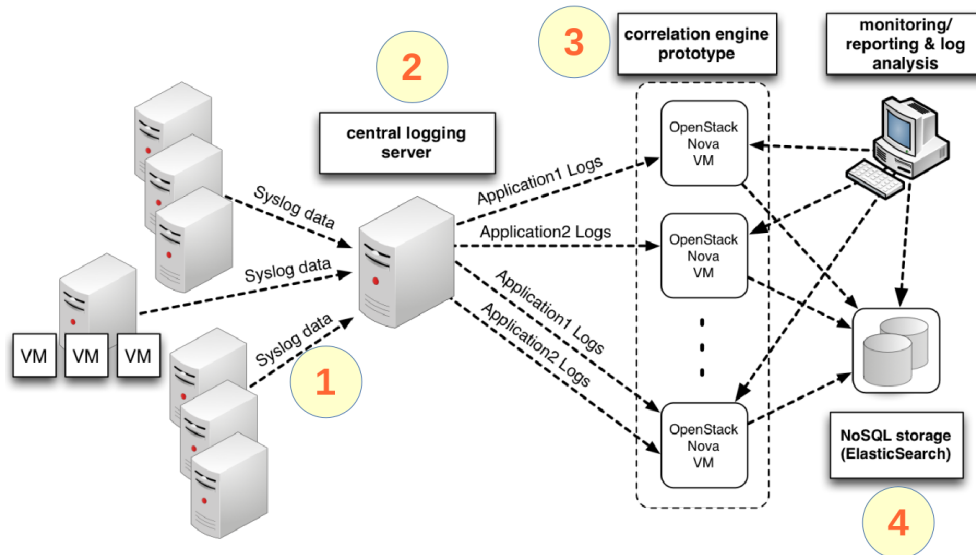 3
correlation engine
prototype
monitoring/
reporting & log
analysis
2
central logging
server
OpenStack
Nova
VM
Application1 Logs
Syslog data
Application2 Logs
OpenStack
Nova
VM
Syslog data
Application1 Logs
Application2 Logs
VM
VM
VM
Syslog data
1
OpenStack
Nova
VM
NoSQL storage
(ElasticSearch)
4